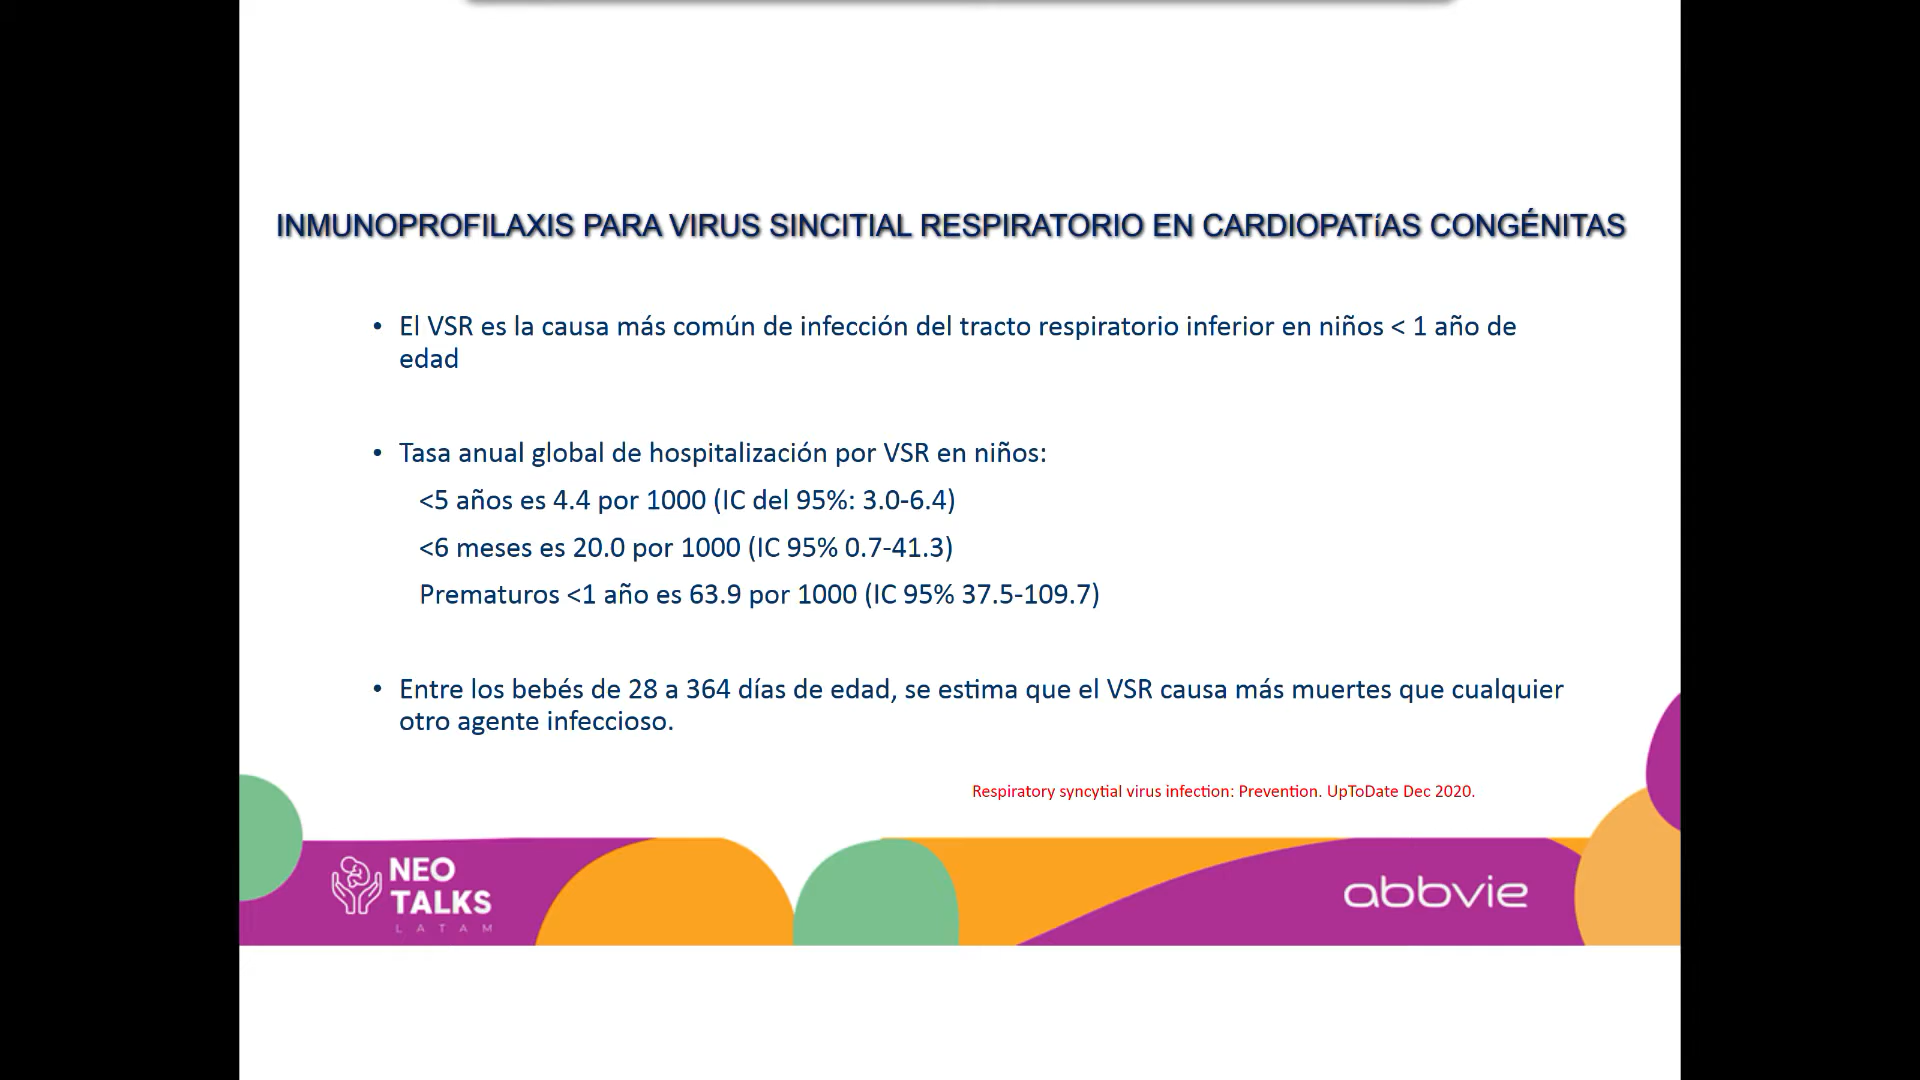 INMUNOPROFILAXIS PARA VIRUS SINCITIAL RESPIRATORIO EN CARDIOPATíAS CONGÉNITAS
• El VSR es la causa más común de infección del tracto respiratorio inferior en niños < 1 año de
edad
• Tasa anual global de hospitalización por VSR en niños:
<5 años es 4.4 por 1000 (IC del 95%: 3.0-6.4)
<6 meses es 20.0 por 1000 (IC 95% 0.7-41.3)
Prematuros <1 año es 63.9 por 1000 (IC 95% 37.5-109.7)
• Entre los bebés de 28 a 364 días de edad, se estima que el VSR causa más muertes que cualquier
otro agente infeccioso.
Respiratory syncytial virus infection: Prevention. UpToDate Dec 2020.
NEO
TALKS
LATAM
abbvie